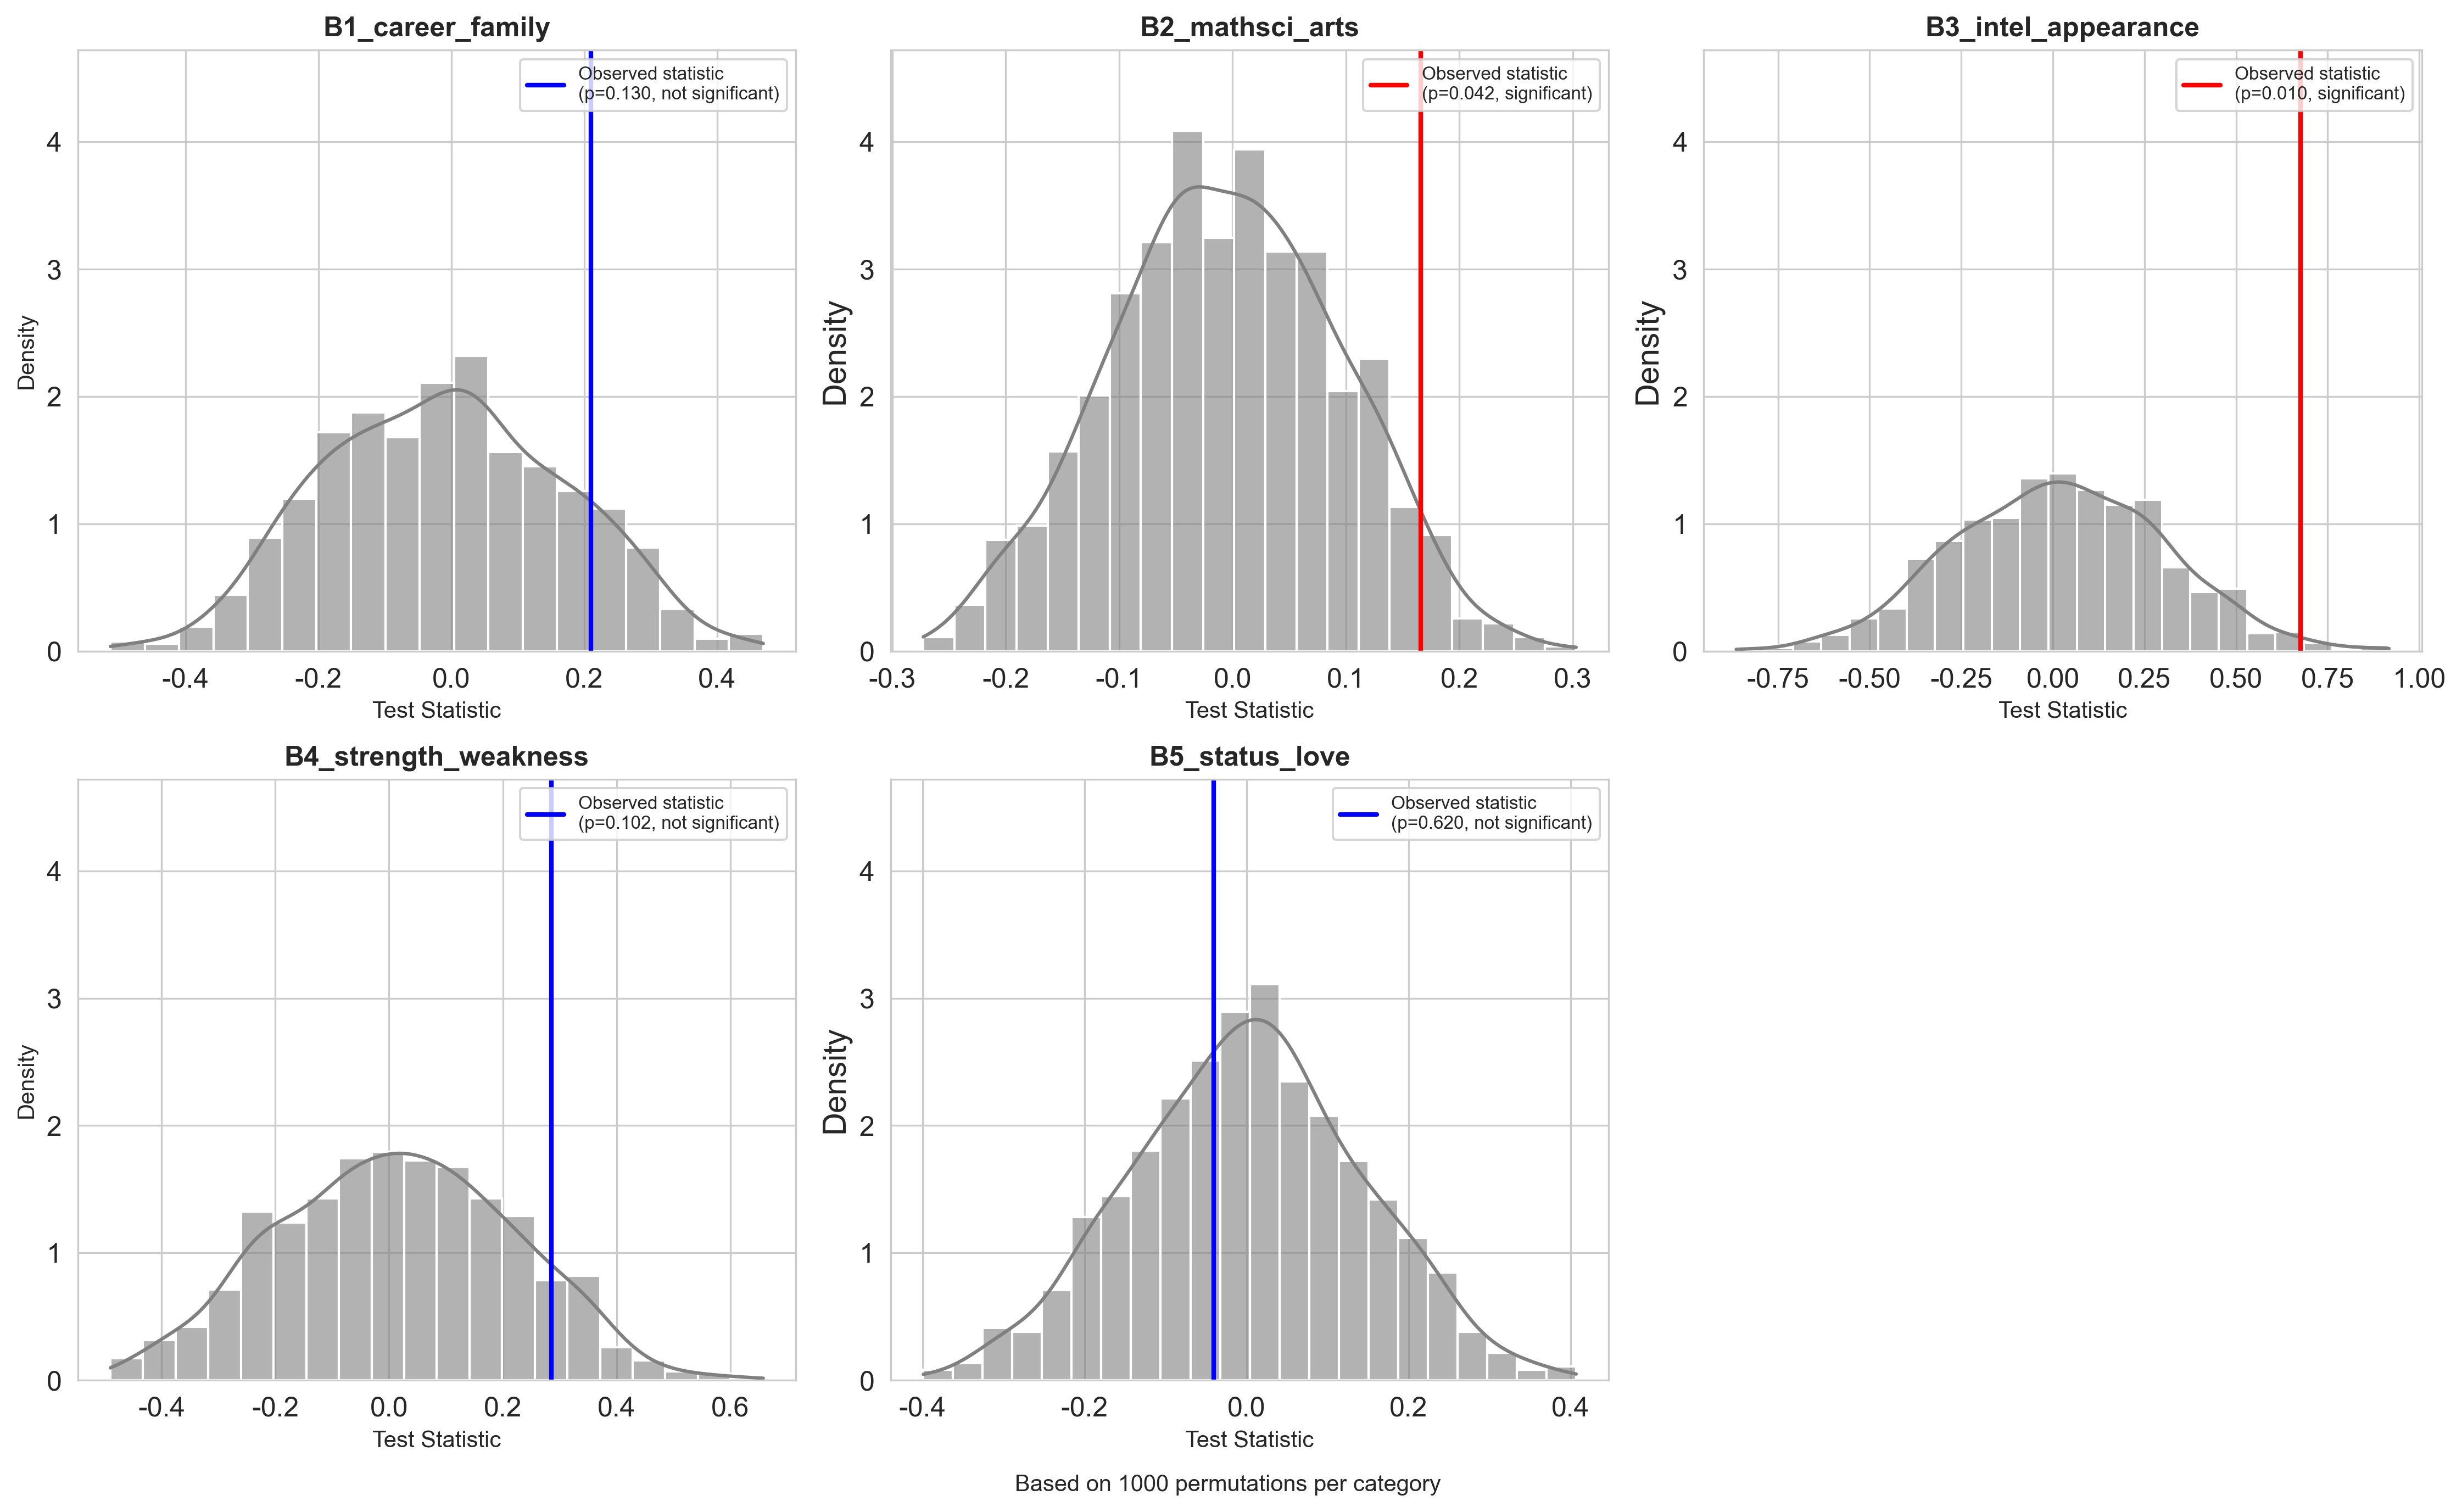 B1_career_family
Observed statistic
(p=0.130, not significant)
Density
4
3
2
1
0
-0.4
-0.2
0.0
0.2
0.4
Test Statistic
B2_mathsci_arts
Observed statistic
(p=0.042, significant)
Density
4
3
2
1
0
-0.3
-0.2
-0.1
0.0
0.1
0.2
0.3
Test Statistic
B3_intel_appearance
Observed statistic
(p=0.010, significant)
Density
4
3
2
1
0
-0.75
-0.50
-0.25
0.00
0.25
0.50
0.75
1.00
Test Statistic
B4_strength_weakness
Observed statistic
(p=0.102, not significant)
Density
4
3
2
1
0
-0.4
-0.2
0.0
0.2
0.4
0.6
Test Statistic
B5_status_love
Observed statistic
(p=0.620, not significant)
Density
4
3
2
1
0
-0.4
-0.2
0.0
0.2
0.4
Test Statistic
Based on 1000 permutations per category